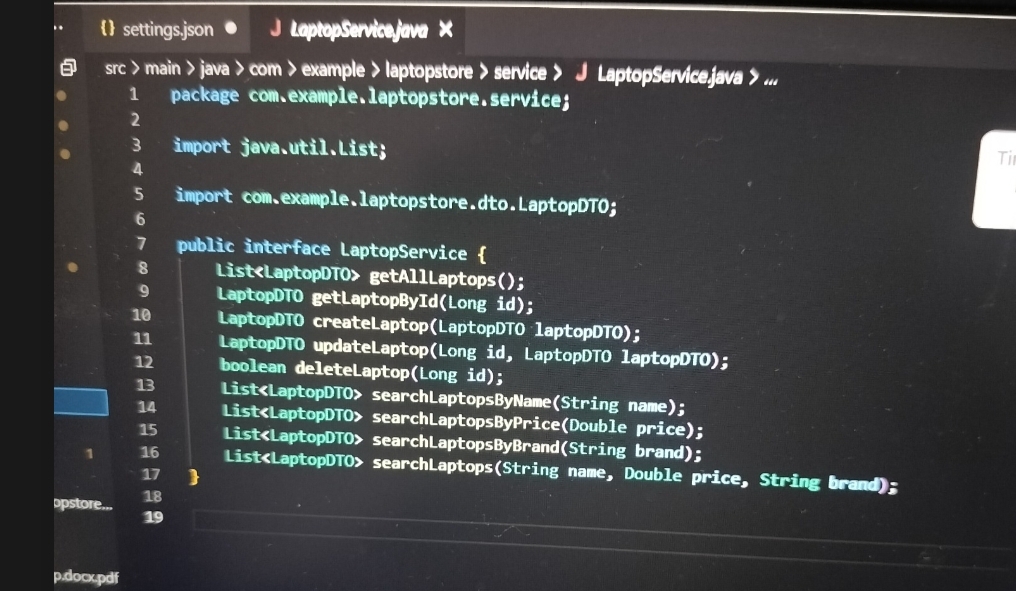 {} settings.json ● J LaptopService.java ✕
src > main > java > com > example > laptopstore > service > J LaptopService.java > ...
1 package com.example.laptopstore.service;
2
3 import java.util.List;
4
5 import com.example.laptopstore.dto.LaptopDTO;
6
7 public interface LaptopService {
8 List<LaptopDTO> getAllLaptops();
9 LaptopDTO getLaptopById(Long id);
10 LaptopDTO createLaptop(LaptopDTO laptopDTO);
11 LaptopDTO updateLaptop(Long id, LaptopDTO laptopDTO);
12 boolean deleteLaptop(Long id);
13 List<LaptopDTO> searchLaptopsByName(String name);
14 List<LaptopDTO> searchLaptopsByPrice(Double price);
15 List<LaptopDTO> searchLaptopsByBrand(String brand);
16 List<LaptopDTO> searchLaptops(String name, Double price, String brand);
17 }
18
19
1
opstore...
p.docx.pdf